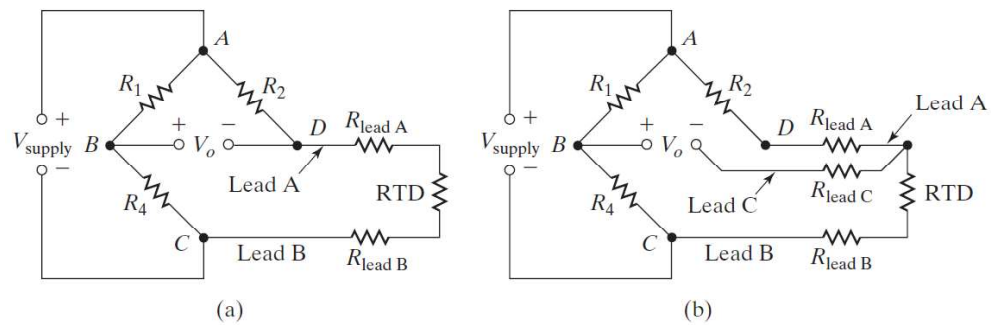 A
R1
R2
+
Vsupply
−
B
+
Vo
−
D
Rlead A
Lead A
RTD
R4
C
Lead B
Rlead B
(a)
A
R1
R2
Lead A
+
Vsupply
−
B
+
Vo
−
D
Rlead A
Rlead C
Lead C
RTD
R4
C
Lead B
Rlead B
(b)